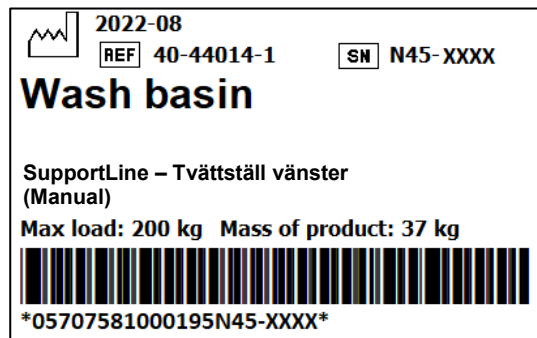 2022-08
REF 40-44014-1 SN N45-XXXX
Wash basin
SupportLine – Tvättställ vänster
(Manual)
Max load: 200 kg Mass of product: 37 kg
*05707581000195N45-XXXX*